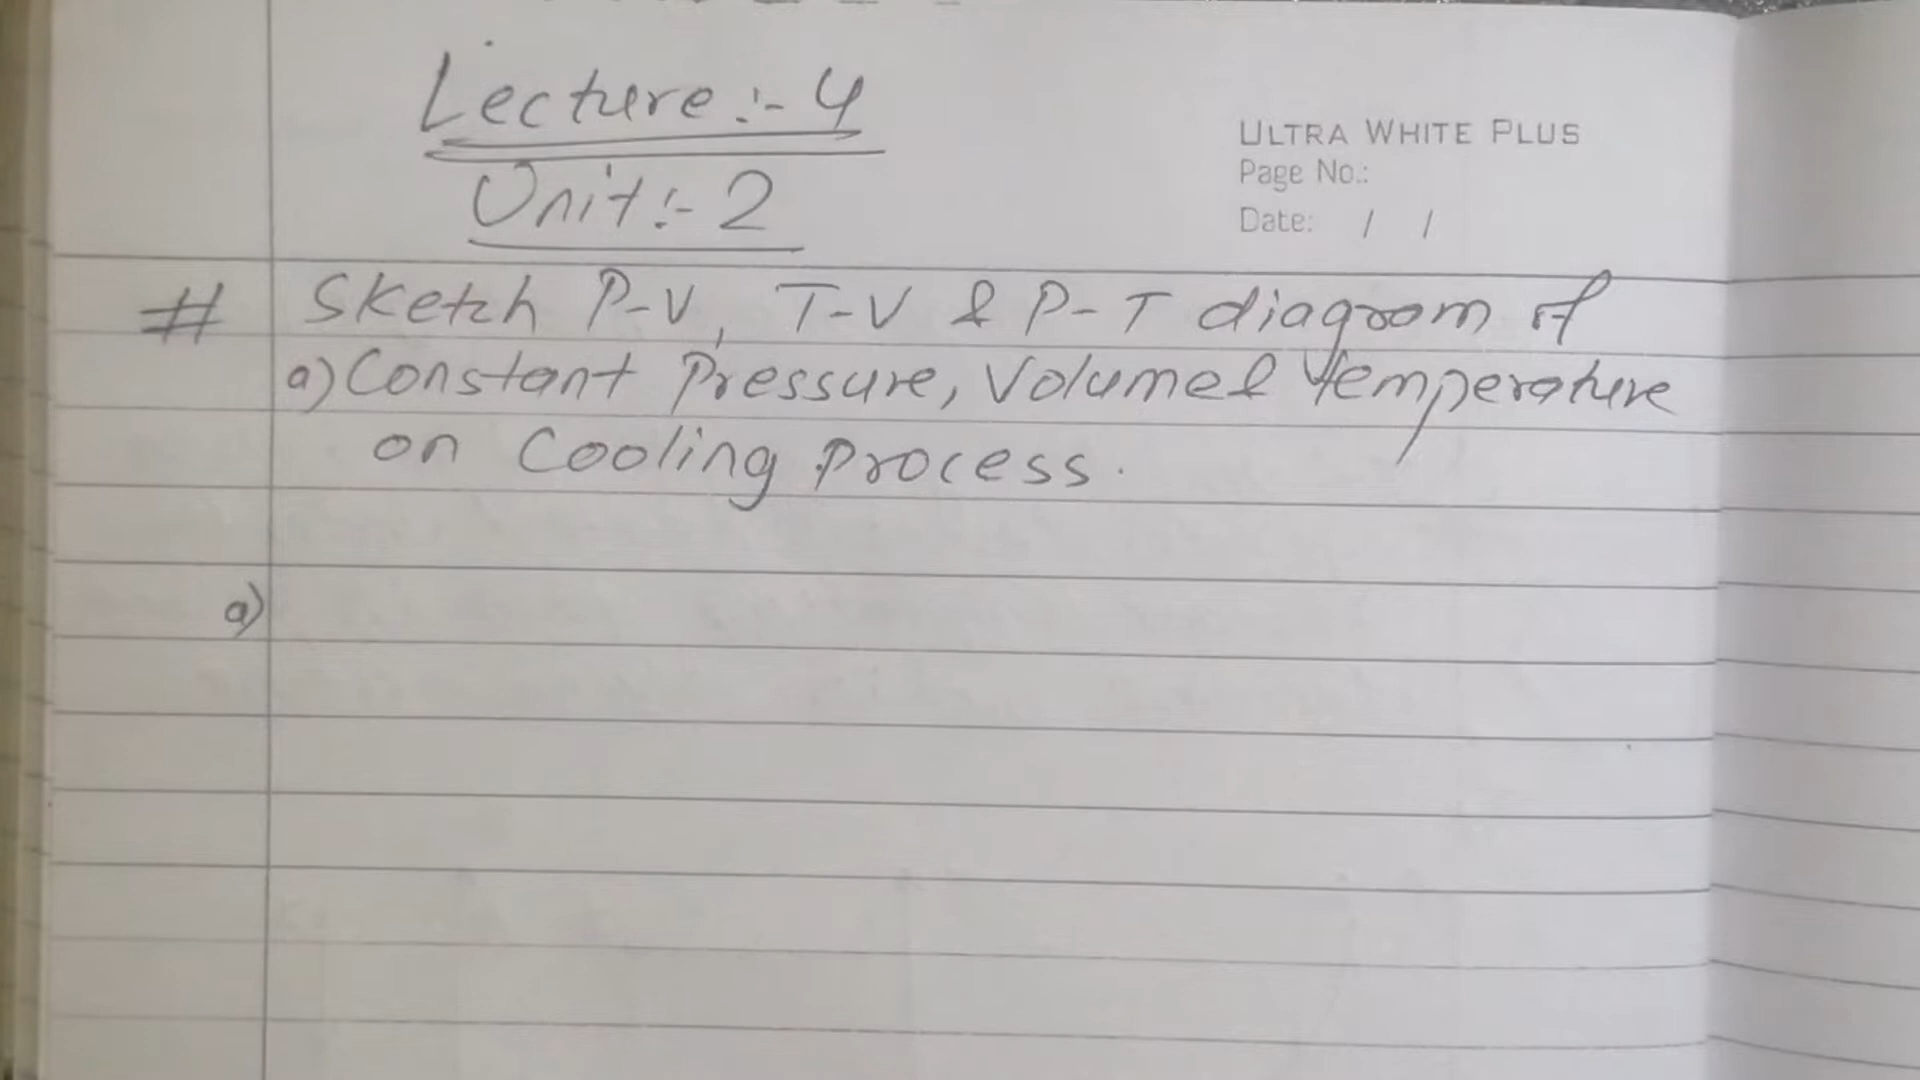 Lecture :- 4
Unit :- 2
ULTRA WHITE PLUS
Page No.:
Date: / /
# Sketch P-V, T-V & P-T diagram of
a) Constant Pressure, Volume & Temperature
on Cooling Process.
a)